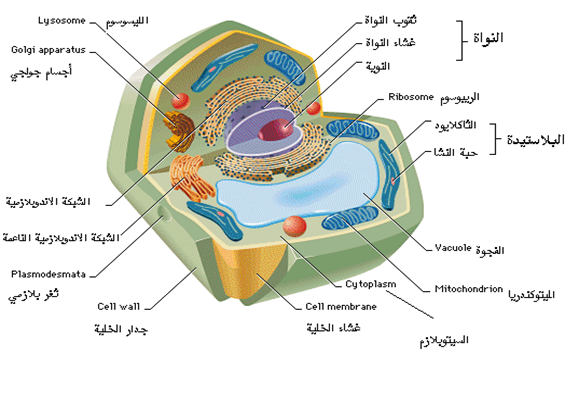 Lysosome الليبوسوم
Golgi apparatus
أجسام جولجي
ثقوب النواة
غشاء النواة
النوية
النواة
Ribosome الريبوسوم
الثاكلايود
حبة النشا
البلاستيدة
الشبكة الاندوبلازمية
الشبكة الاندوبلازمية الناعمة
Plasmodesmata
ثغر بلازمي
Cell wall
جدار الخلية
Cell membrane
غشاء الخلية
Cytoplasm
السيتوبلازم
Vacuole الفجوة
Mitochondrion الميتوكندريا